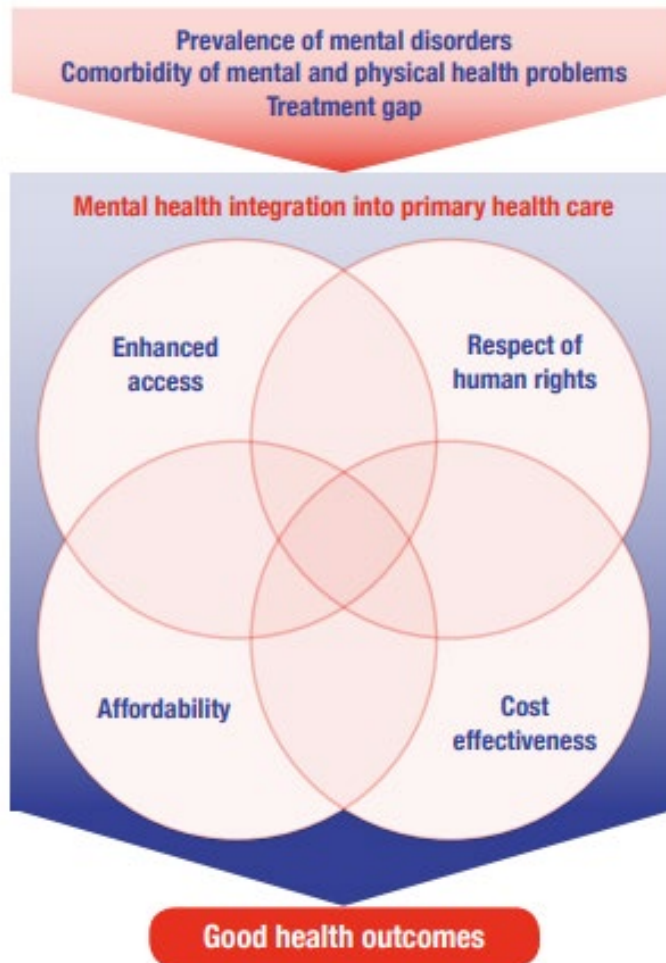 Prevalence of mental disorders
Comorbidity of mental and physical health problems
Treatment gap
Mental health integration into primary health care
Enhanced
access
Respect of
human rights
Affordability
Cost
effectiveness
Good health outcomes